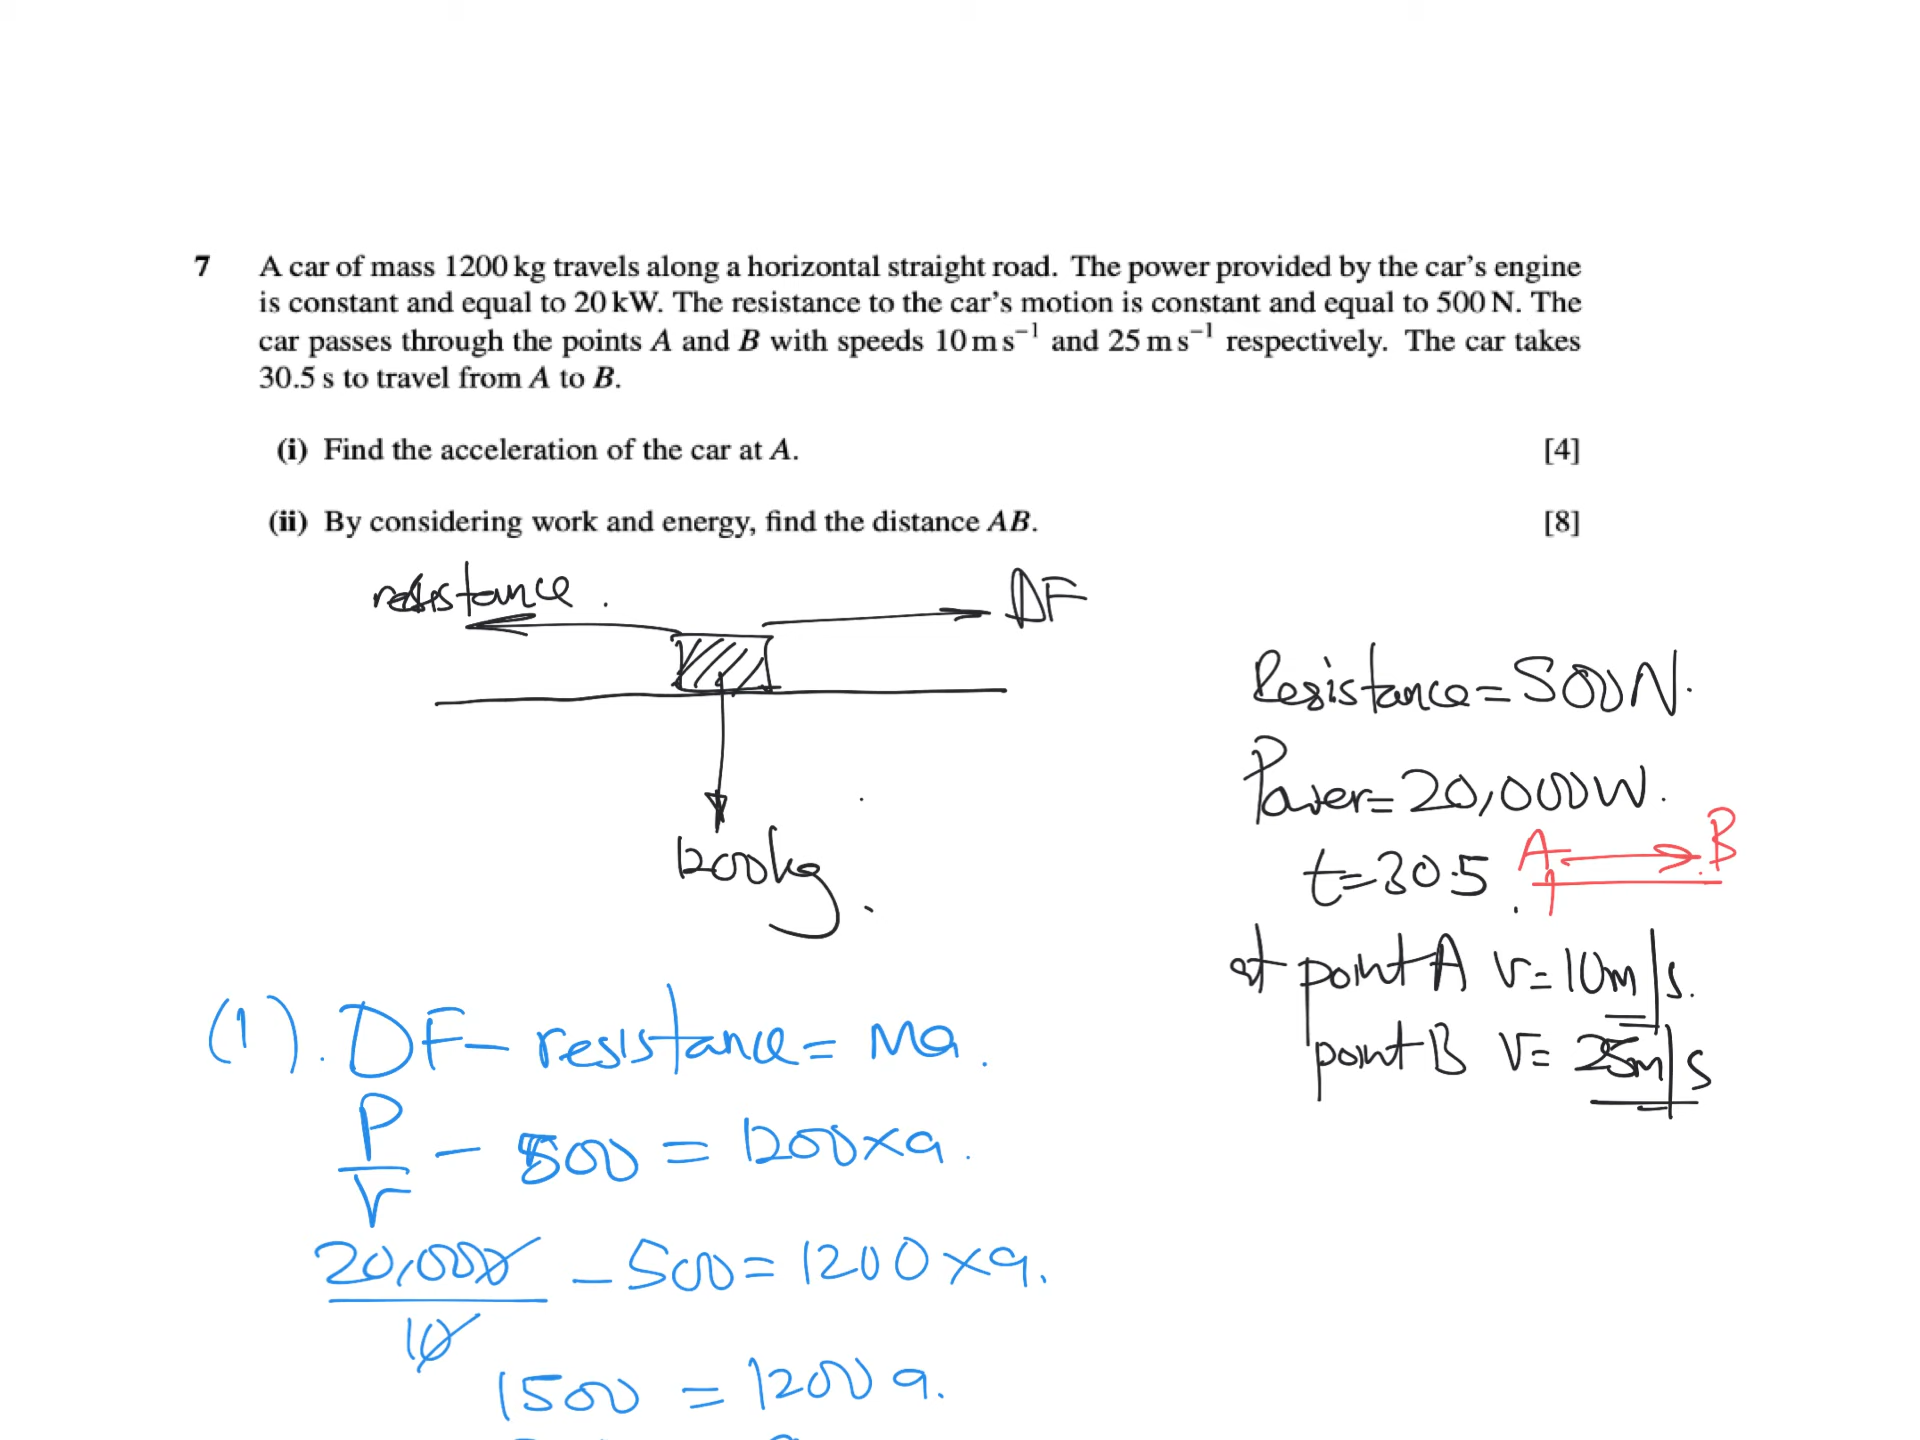 7 A car of mass 1200 kg travels along a horizontal straight road. The power provided by the car's engine
is constant and equal to 20 kW. The resistance to the car's motion is constant and equal to 500 N. The
car passes through the points A and B with speeds 10 m s⁻¹ and 25 m s⁻¹ respectively. The car takes
30.5 s to travel from A to B.
(i) Find the acceleration of the car at A. [4]
(ii) By considering work and energy, find the distance AB. [8]
resistance.
DF
1200kg.
Resistance = 500N.
Power = 20,000W.
t = 30.5
A B
at point A v = 10m/s.
point B v = 25m/s
(1). DF - resistance = Ma.
P/v - 500 = 1200 x a.
20,000/10 - 500 = 1200 x a.
1500 = 1200 a.